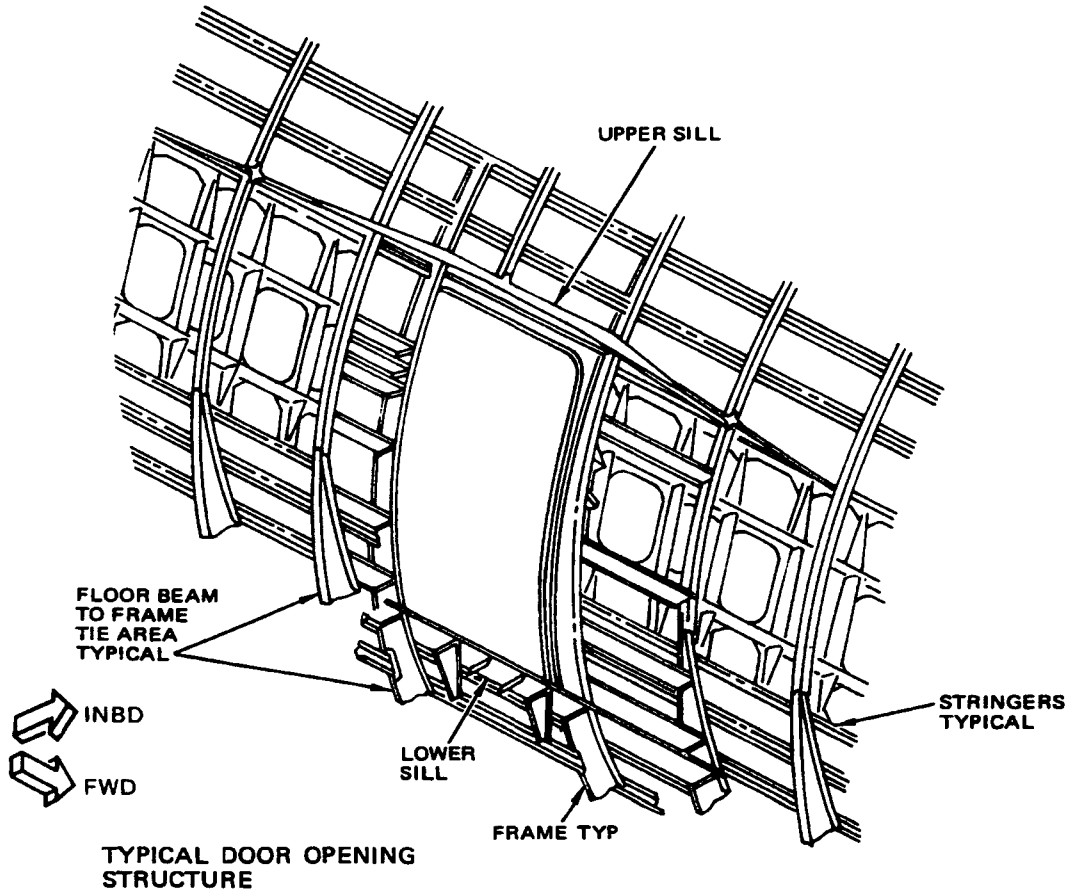 UPPER SILL
FLOOR BEAM
TO FRAME
TIE AREA
TYPICAL
INBD
FWD
LOWER
SILL
STRINGERS
TYPICAL
FRAME TYP
TYPICAL DOOR OPENING
STRUCTURE